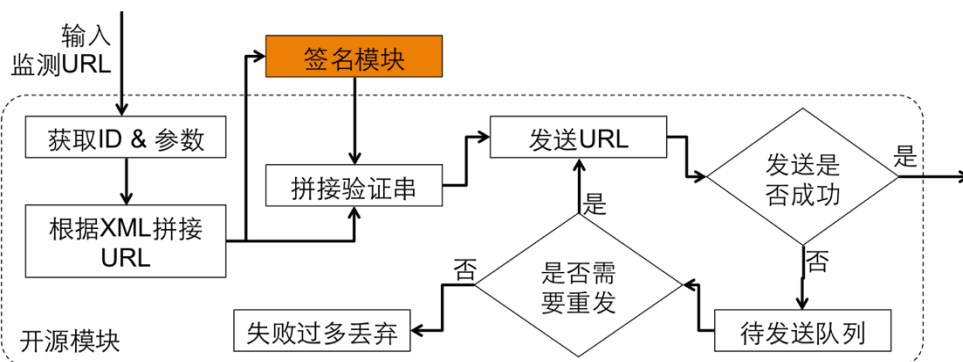 输入
监测URL
签名模块
获取ID & 参数
发送URL
发送是
否成功
是
拼接验证串
根据XML拼接
URL
是
否
是否需
要重发
否
失败过多丢弃
待发送队列
开源模块